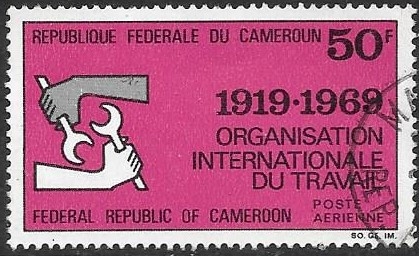 REPUBLIQUE FEDERALE DU CAMEROUN 50F
1919·1969
ORGANISATION
INTERNATIONALE
DU TRAVAIL
POSTE
AERIENNE
FEDERAL REPUBLIC OF CAMEROON
SO. GE. IM.